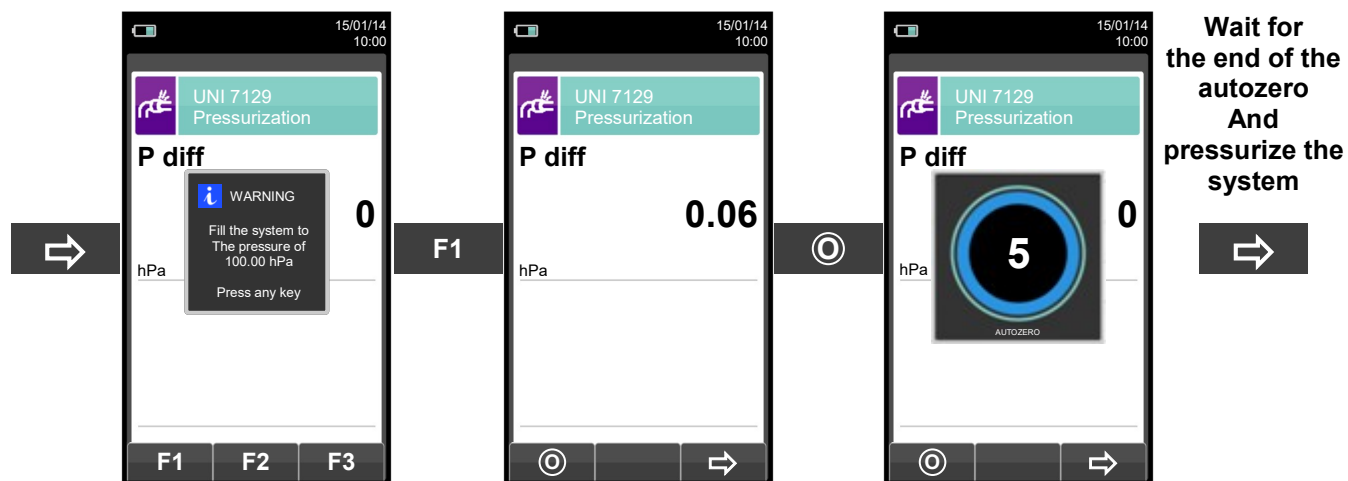 15/01/14
10:00
UNI 7129
Pressurization
P diff
i WARNING
Fill the system to
The pressure of
100.00 hPa
Press any key
0
hPa
F1 F2 F3
F1
15/01/14
10:00
UNI 7129
Pressurization
P diff
0.06
hPa
15/01/14
10:00
UNI 7129
Pressurization
P diff
5
AUTOZERO
0
hPa
Wait for
the end of the
autozero
And
pressurize the
system